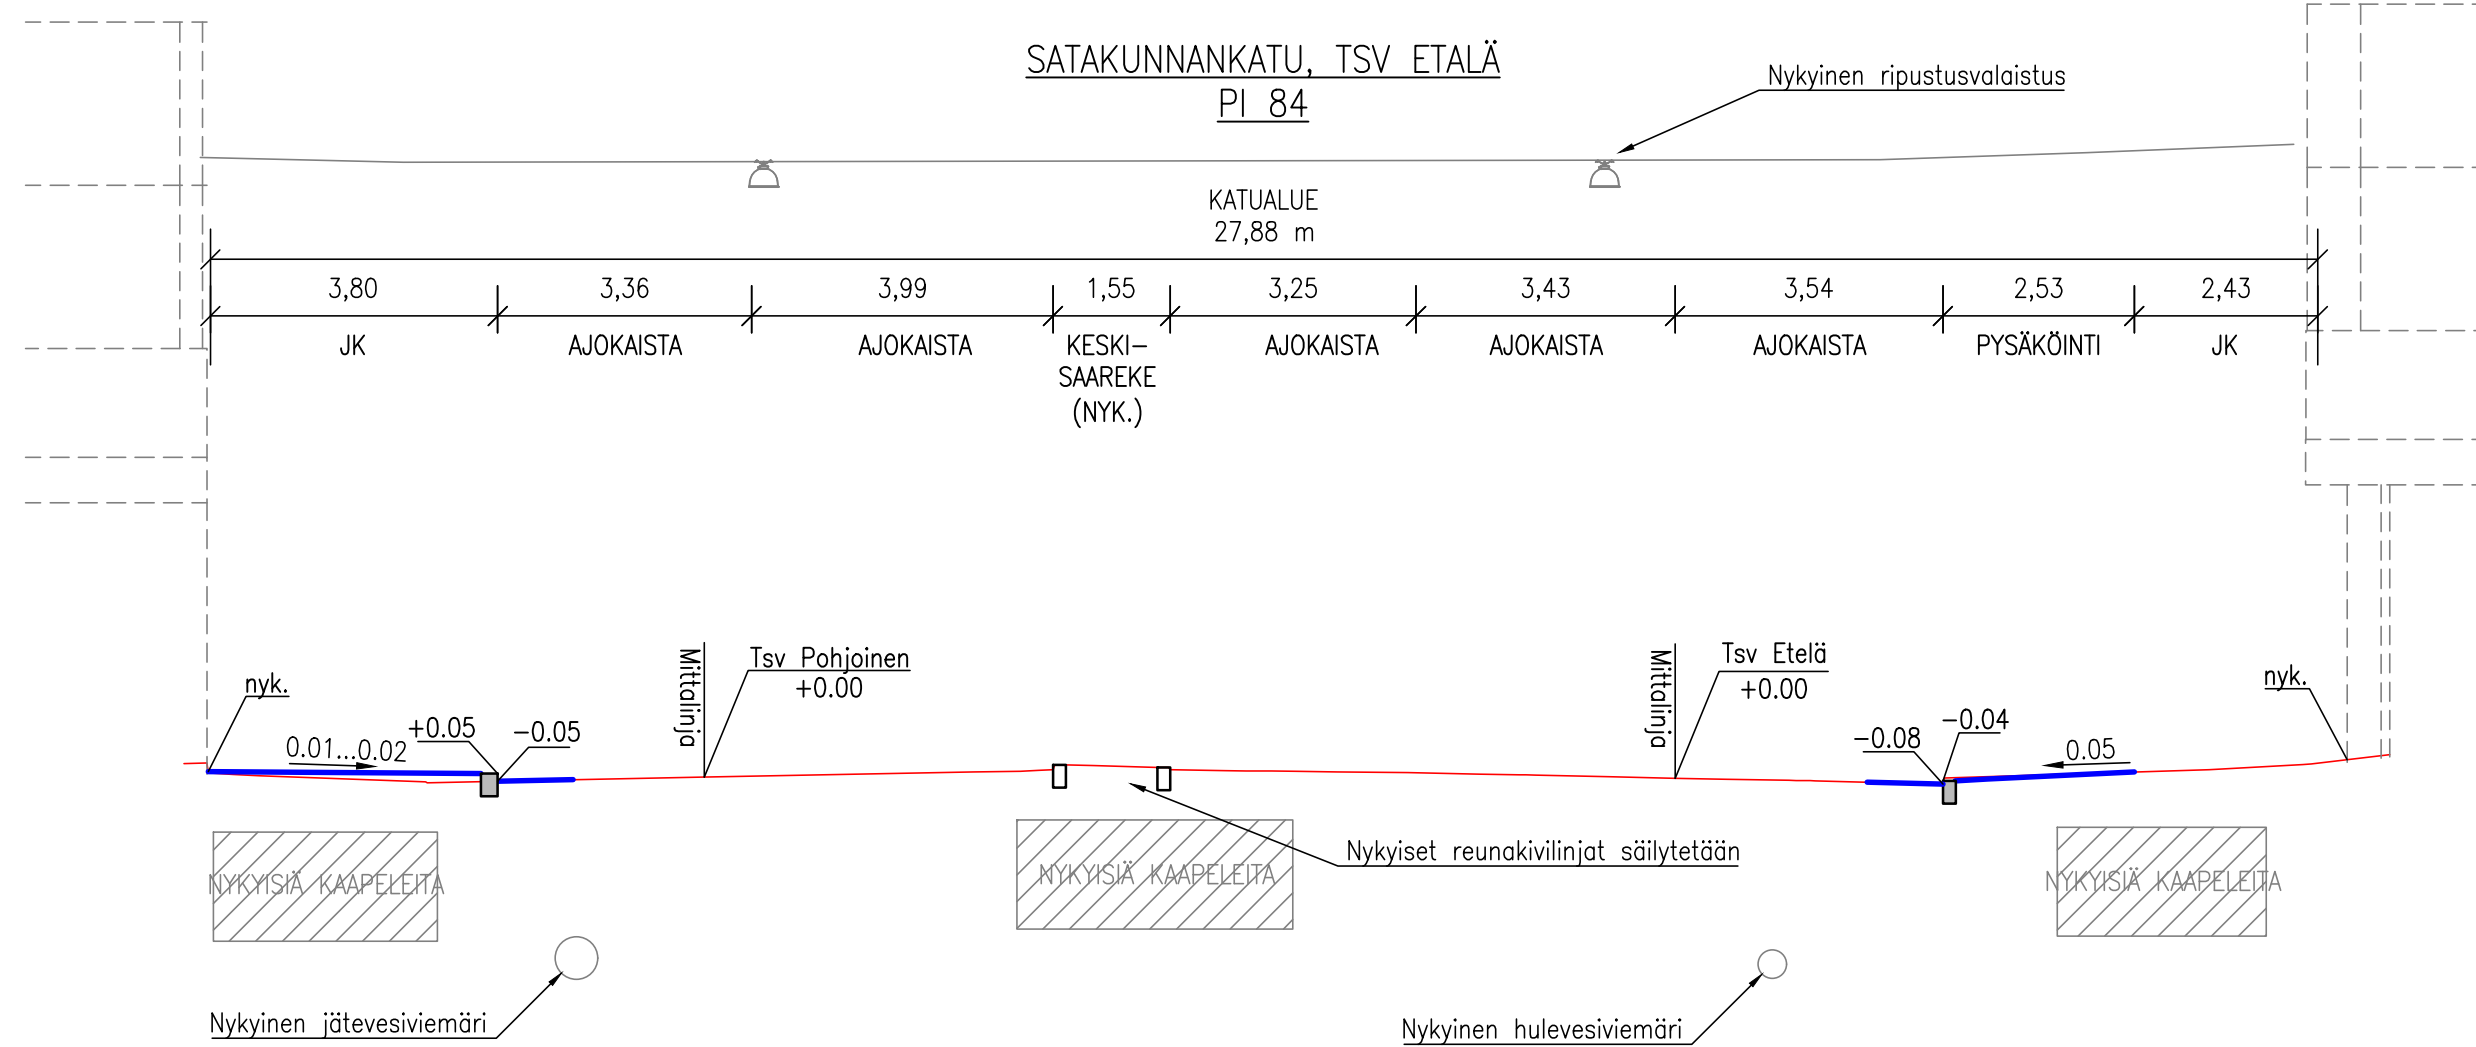 SATAKUNNANKATU, TSV ETALÄ
Pl 84
Nykyinen ripustusvalaistus
KATUALUE
27,88 m
3,80 3,36 3,99 1,55 3,25 3,43 3,54 2,53 2,43
JK AJOKAISTA AJOKAISTA KESKI- AJOKAISTA AJOKAISTA AJOKAISTA PYSÄKÖINTI JK
SAAREKE
(NYK.)
Mittalinja
Tsv Pohjoinen
+0.00
Mittalinja
Tsv Etelä
+0.00
nyk.
0.01...0.02
+0.05
-0.05
-0.08
-0.04
0.05
nyk.
Nykyiset reunakivilinjat säilytetään
NYKYISIÄ KAAPELEITA
NYKYISIÄ KAAPELEITA
NYKYISIÄ KAAPELEITA
Nykyinen jätevesiviemäri
Nykyinen hulevesiviemäri